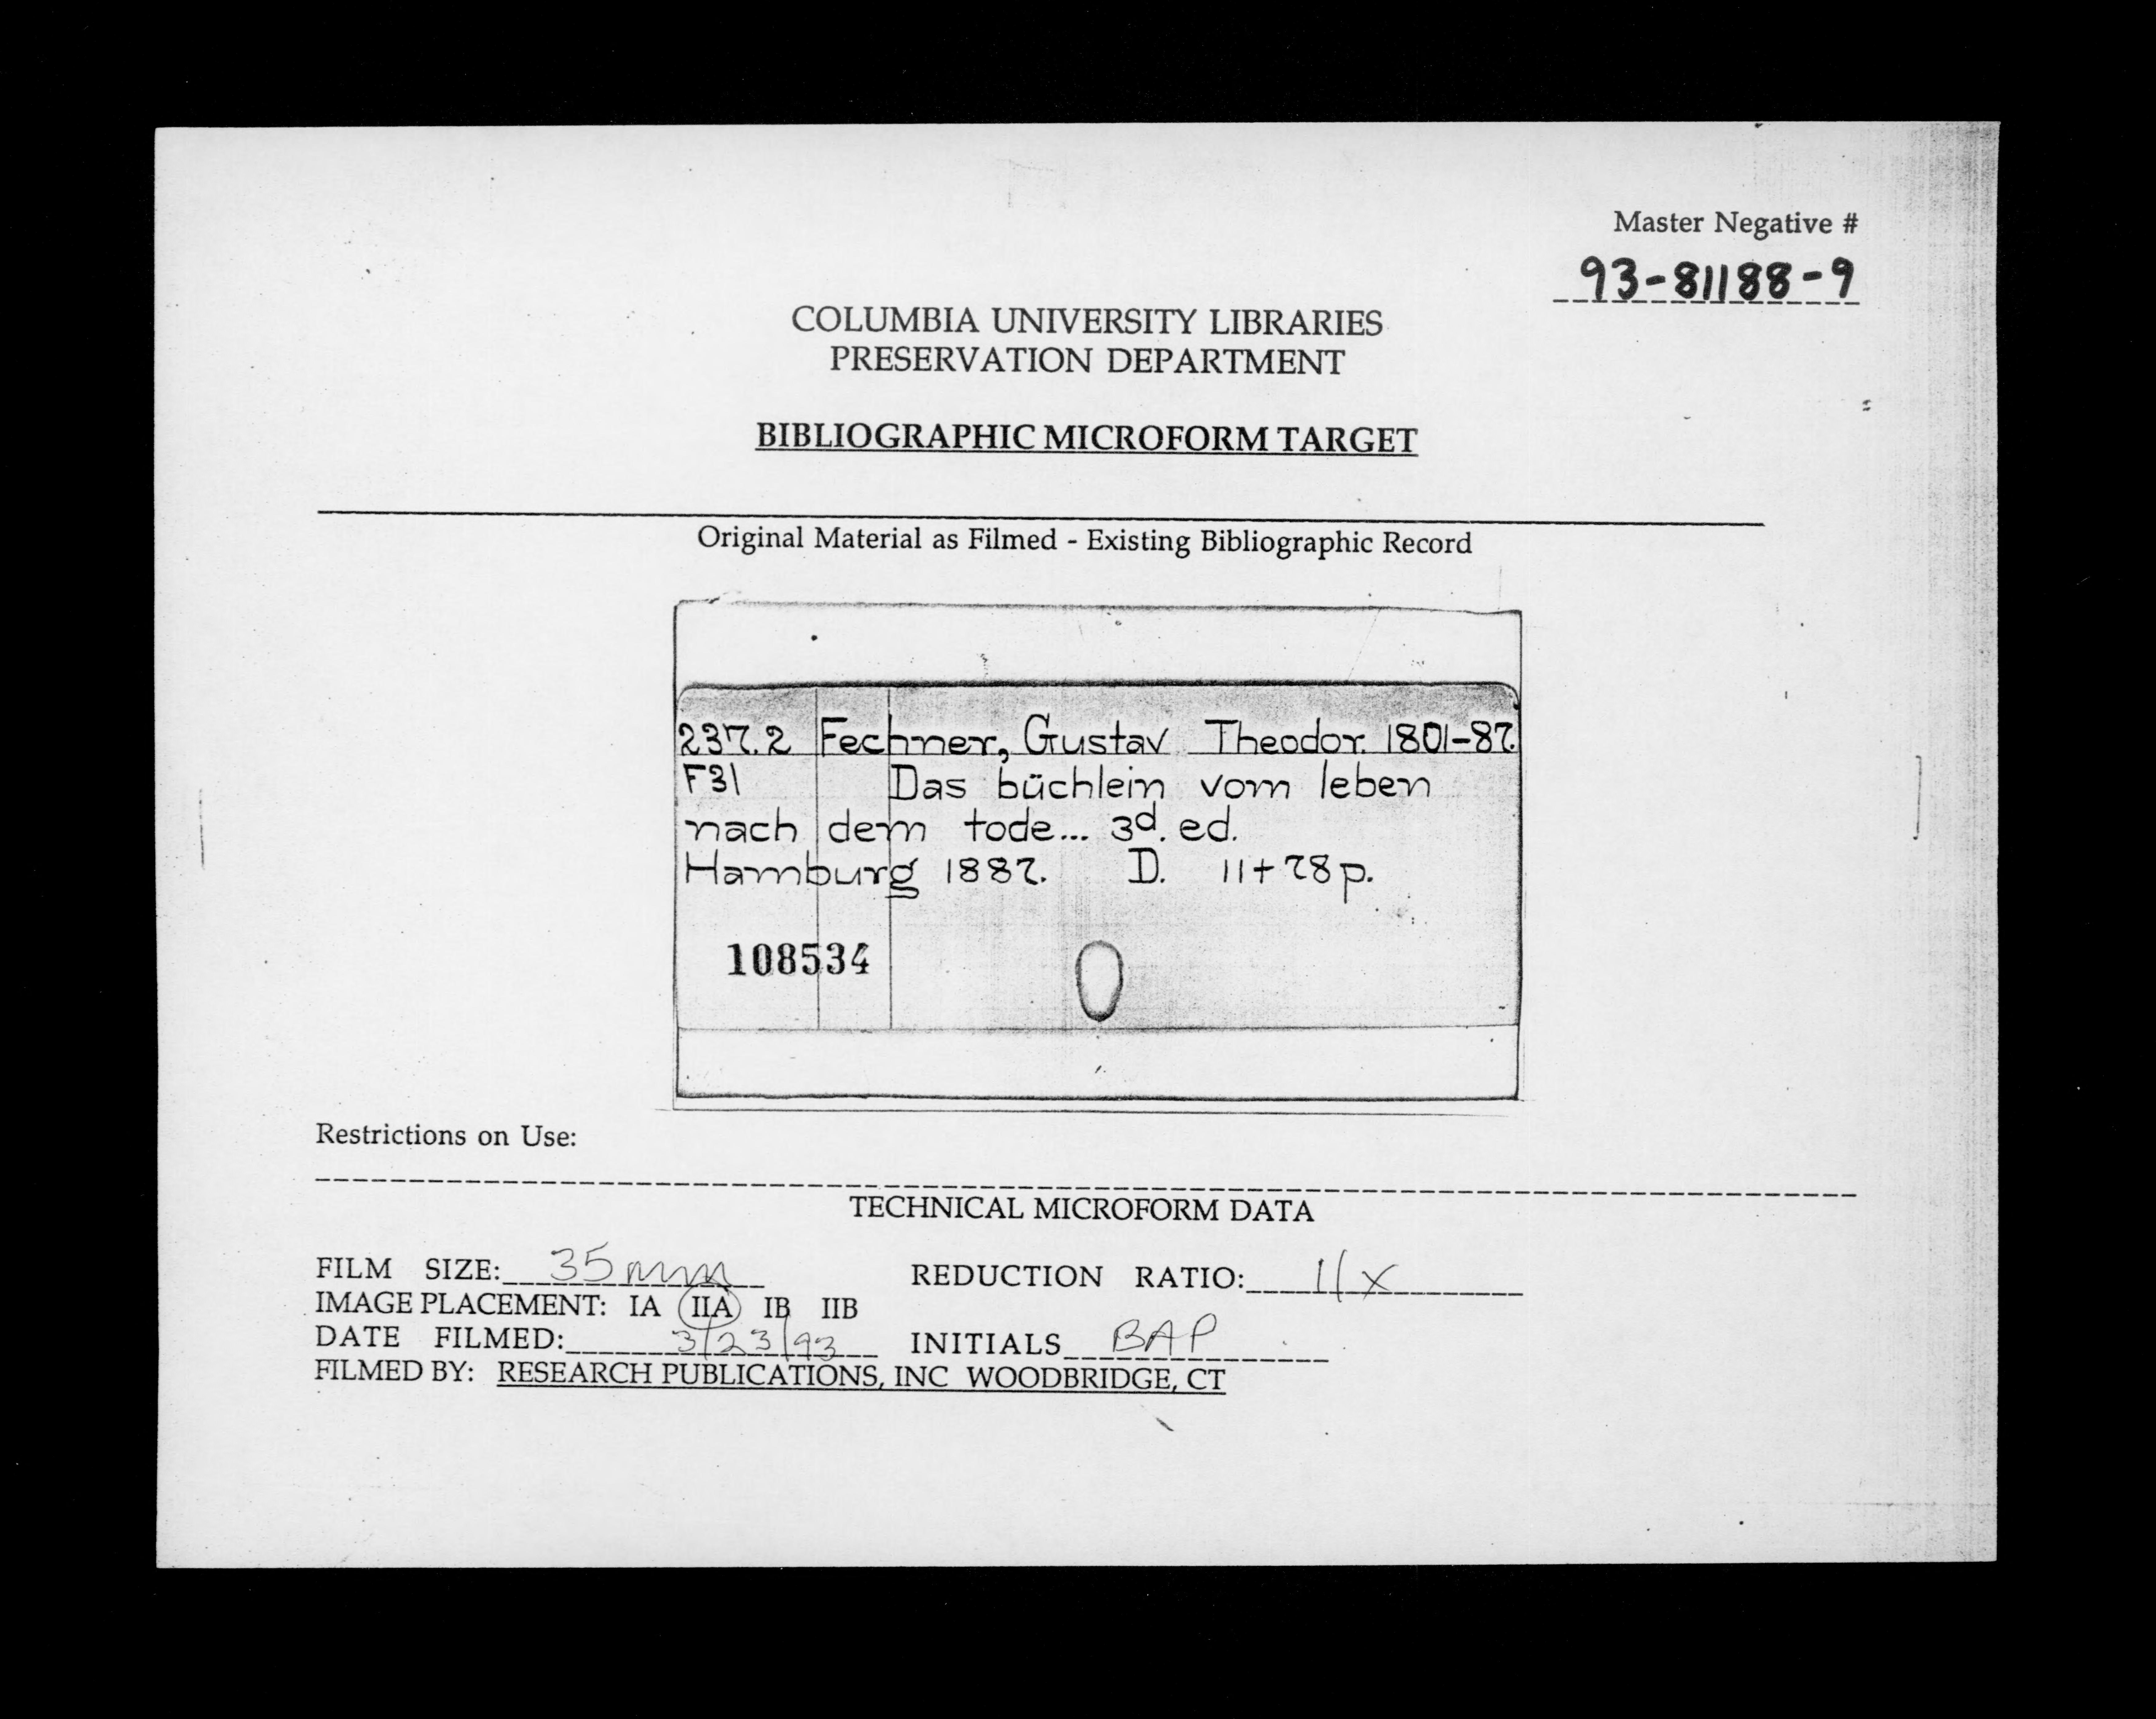 Master Negative #
93-81188-9
COLUMBIA UNIVERSITY LIBRARIES
PRESERVATION DEPARTMENT
BIBLIOGRAPHIC MICROFORM TARGET
Original Material as Filmed - Existing Bibliographic Record
237.2 Fechner, Gustav Theodor. 1801-87.
F31 Das büchlein vom leben
nach dem tode... 3d. ed.
Hamburg 1887. D. 11+78p.
108534
Restrictions on Use:
TECHNICAL MICROFORM DATA
FILM SIZE: 35mm REDUCTION RATIO: 11x
IMAGE PLACEMENT: IA IIA IB IIB
DATE FILMED: 3/23/93 INITIALS BAP
FILMED BY: RESEARCH PUBLICATIONS, INC WOODBRIDGE, CT